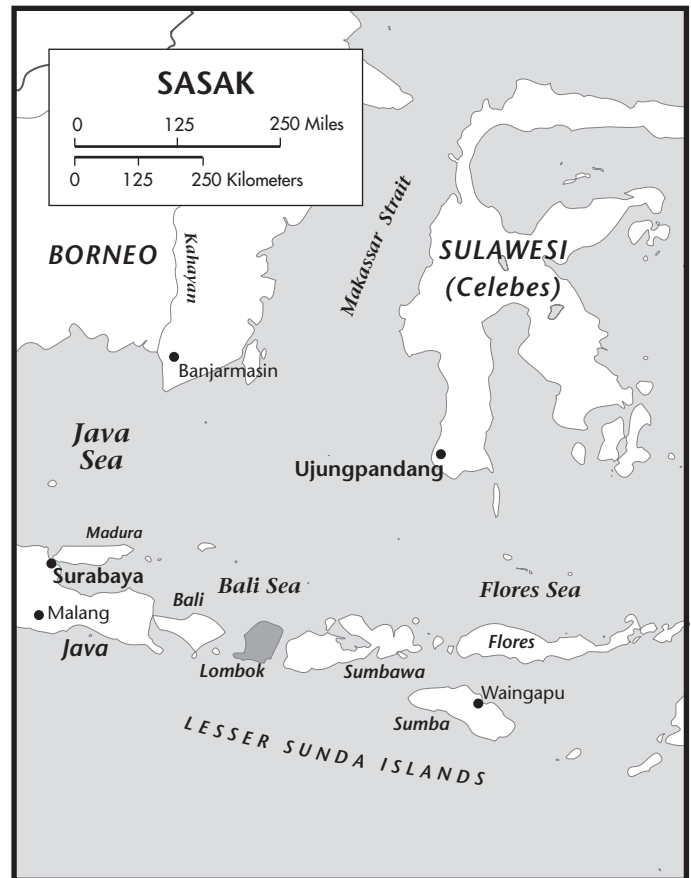 SASAK
0 125 250 Miles
0 125 250 Kilometers
BORNEO
Kahayan
Makassar Strait
SULAWESI
(Celebes)
Banjarmasin
Java
Sea
Ujungpandang
Madura
Surabaya
Bali Sea
Flores Sea
Bali
Malang
Java
Lombok
Sumbawa
Flores
Waingapu
Sumba
LESSER SUNDA ISLANDS